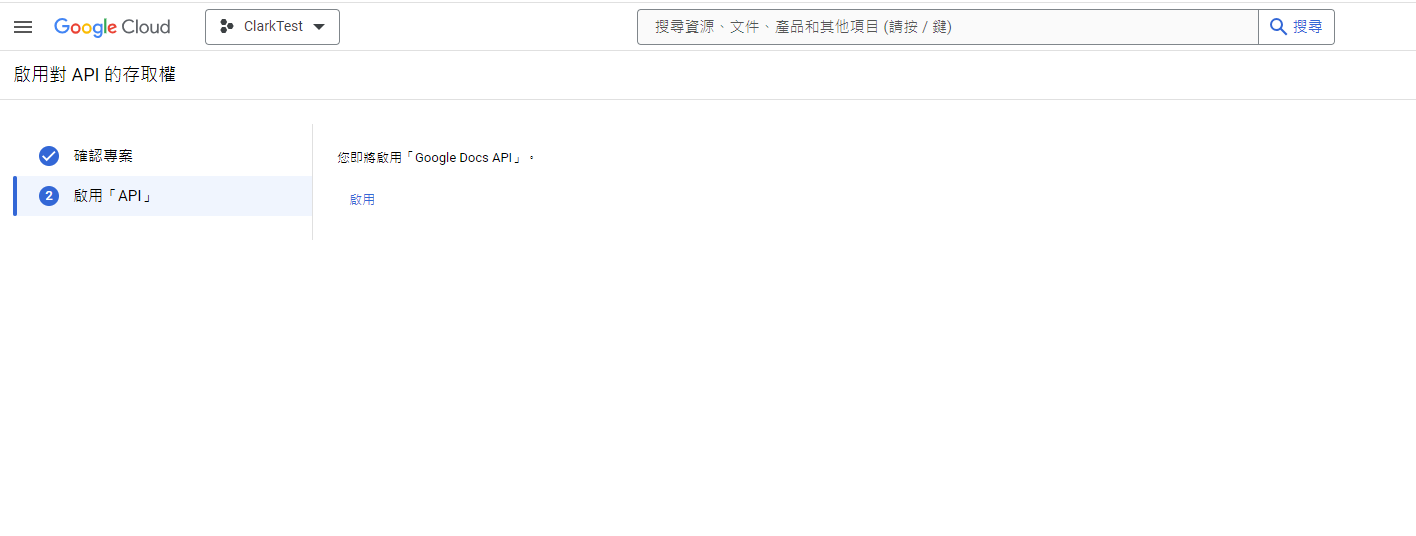 Google Cloud
ClarkTest
搜尋資源、文件、產品和其他項目 (請按 / 鍵)
搜尋
啟用對 API 的存取權
確認專案
2
啟用「API」
您即將啟用「Google Docs API」。
啟用